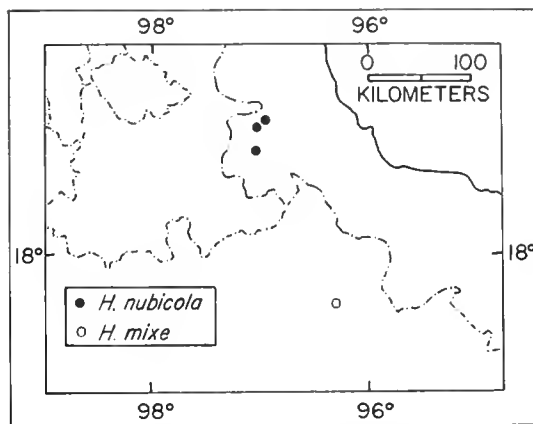 98° 96°
0 100
KILOMETERS
18° 18°
● H. nubicola
○ H. mixe
98° 96°